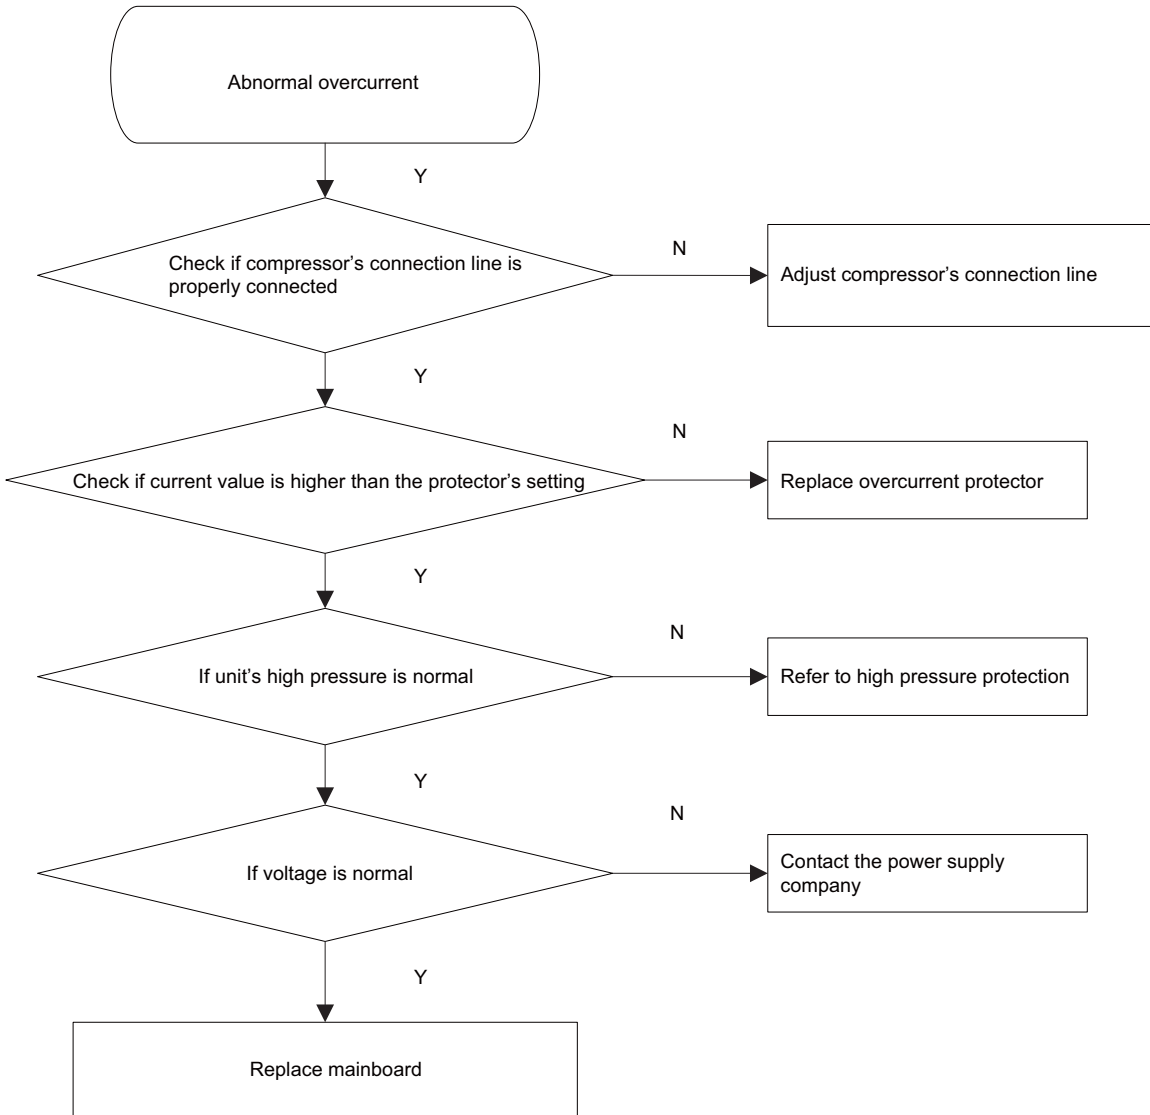 Abnormal overcurrent
Y
Check if compressor's connection line is
properly connected
N
Adjust compressor's connection line
Y
Check if current value is higher than the protector's setting
N
Replace overcurrent protector
Y
If unit's high pressure is normal
N
Refer to high pressure protection
Y
If voltage is normal
N
Contact the power supply
company
Y
Replace mainboard